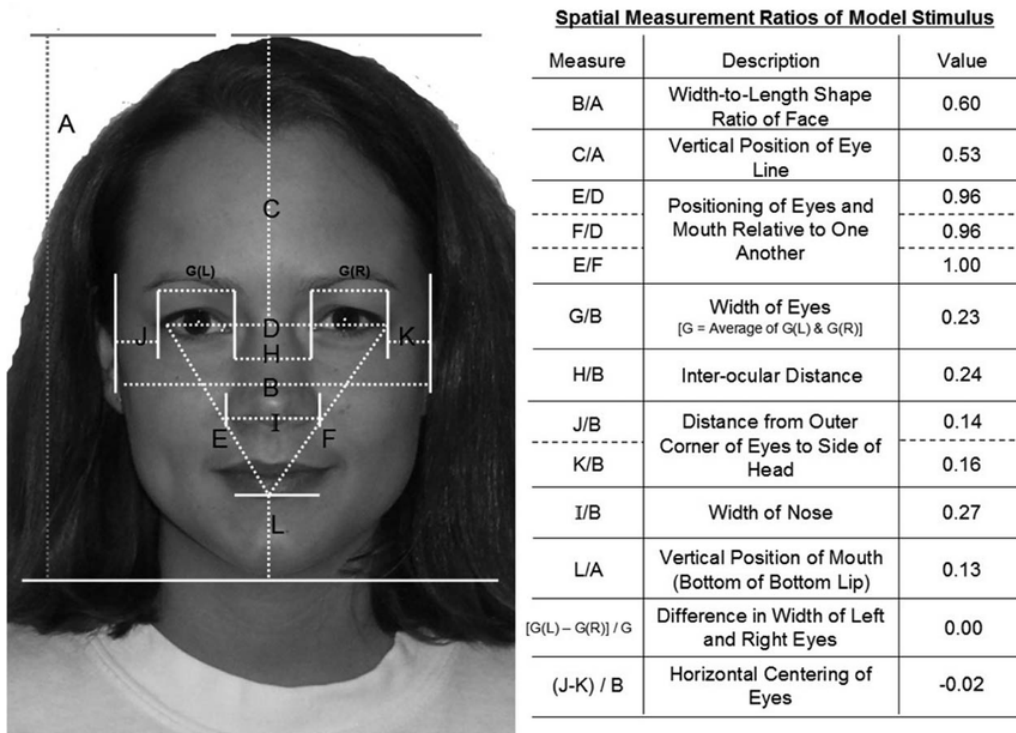 Spatial Measurement Ratios of Model Stimulus
Measure Description Value
B/A Width-to-Length Shape Ratio of Face 0.60
C/A Vertical Position of Eye Line 0.53
E/D Positioning of Eyes and Mouth Relative to One Another 0.96
F/D 0.96
E/F 1.00
G/B Width of Eyes [G = Average of G(L) & G(R)] 0.23
H/B Inter-ocular Distance 0.24
J/B Distance from Outer Corner of Eyes to Side of Head 0.14
K/B 0.16
I/B Width of Nose 0.27
L/A Vertical Position of Mouth (Bottom of Bottom Lip) 0.13
[G(L) – G(R)] / G Difference in Width of Left and Right Eyes 0.00
(J-K) / B Horizontal Centering of Eyes -0.02
A
C
G(L) G(R)
J D K
H
B
I
E F
L